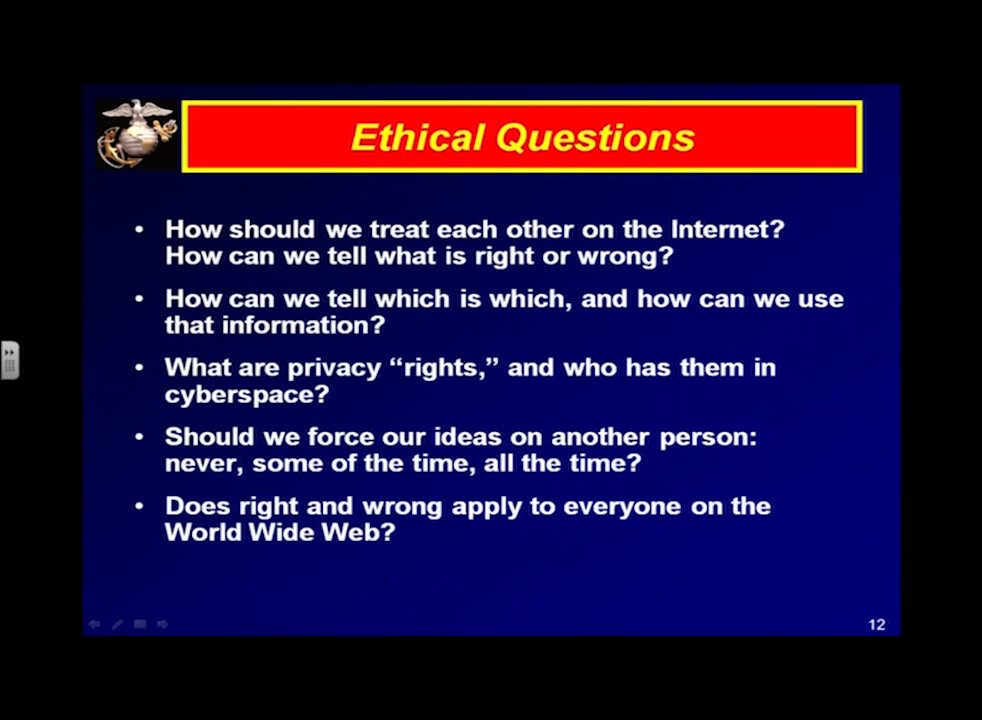 Ethical Questions
• How should we treat each other on the Internet?
How can we tell what is right or wrong?
• How can we tell which is which, and how can we use
that information?
• What are privacy “rights,” and who has them in
cyberspace?
• Should we force our ideas on another person:
never, some of the time, all the time?
• Does right and wrong apply to everyone on the
World Wide Web?
12